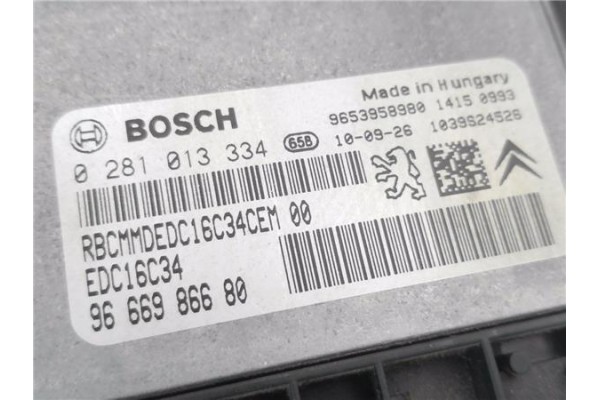 Made in Hungary
BOSCH
9653958980 1415 0993
0 281 013 334 658 10-09-26 1039S24526
RBCMMDEDC16C34CEM 00
EDC16C34
96 669 866 80